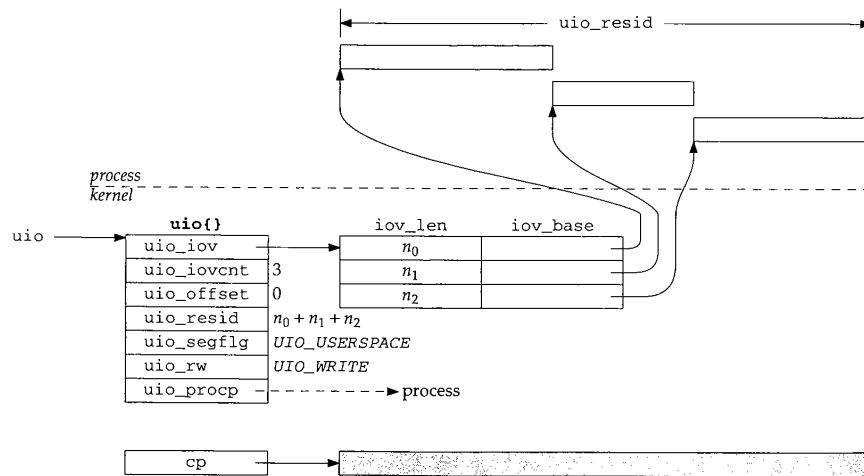 uio_resid
process
kernel
uio{}
iov_len iov_base
uio
uio_iov n₀
uio_iovcnt 3 n₁
uio_offset 0 n₂
uio_resid n₀ + n₁ + n₂
uio_segflg UIO_USERSPACE
uio_rw UIO_WRITE
uio_procp process
cp